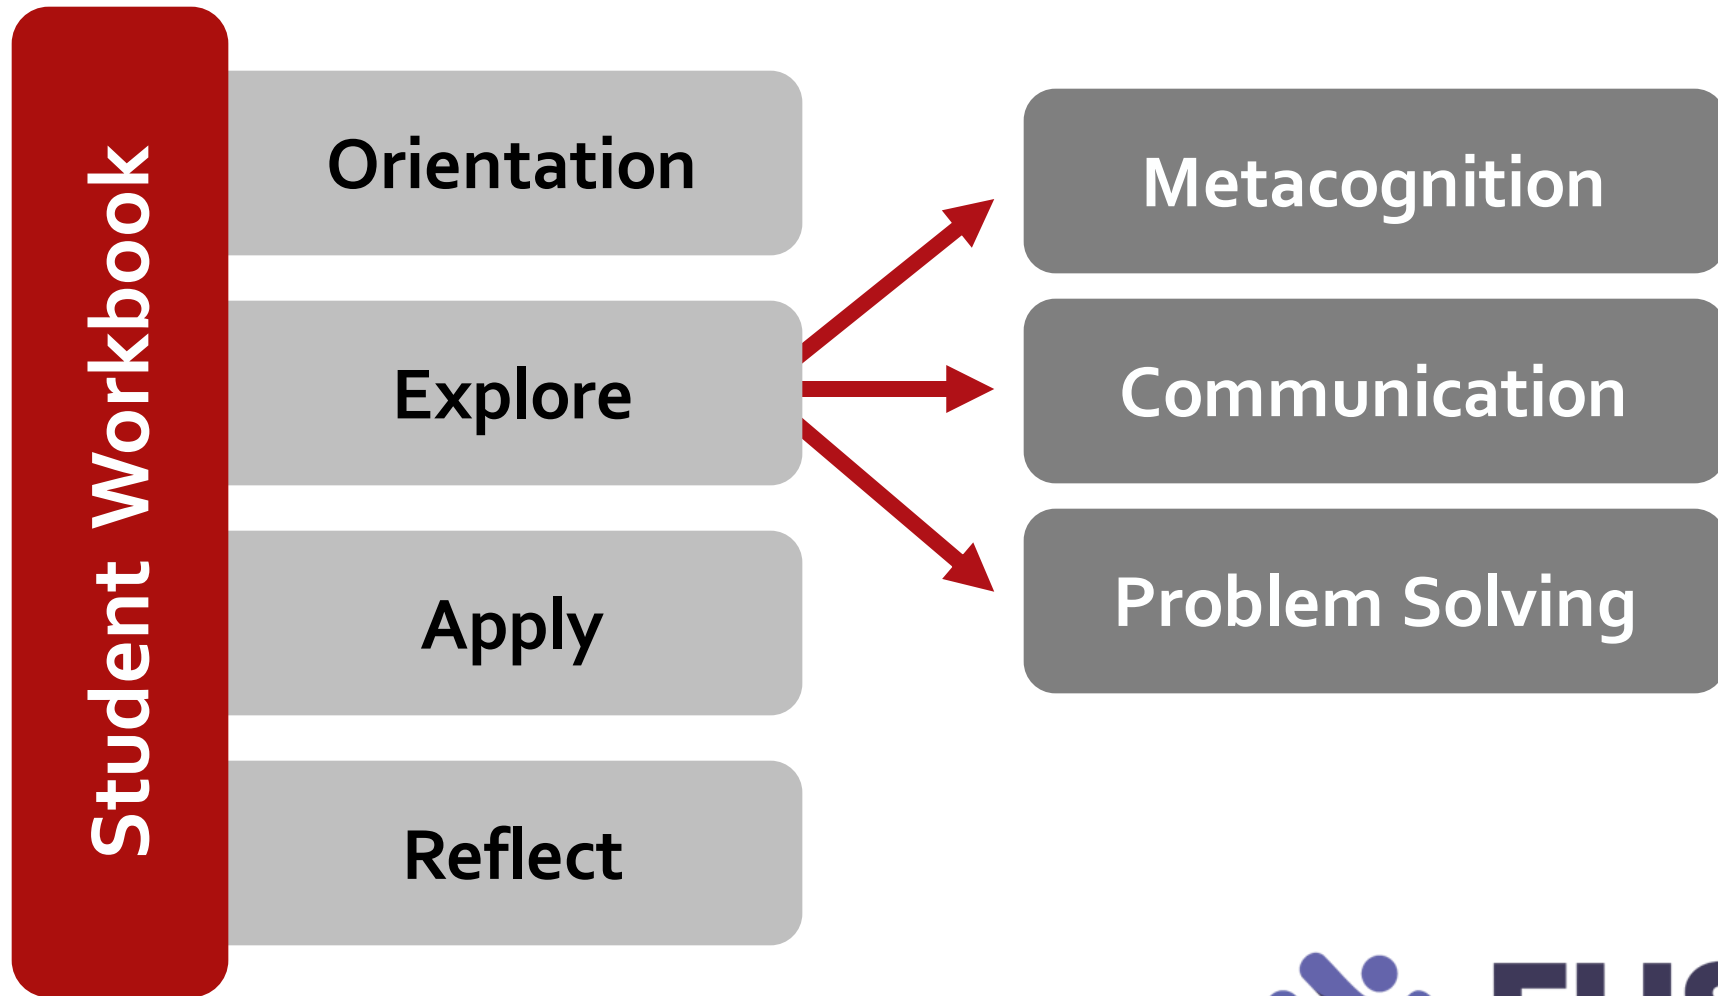 Student Workbook
Orientation
Explore
Apply
Reflect
Metacognition
Communication
Problem Solving